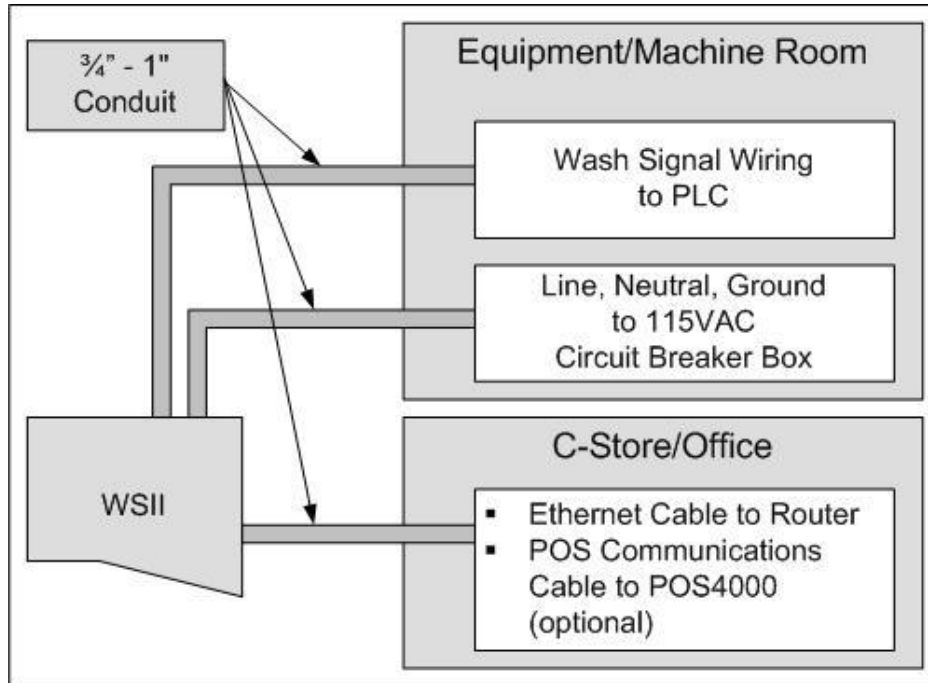 ¾” - 1"
Conduit
Equipment/Machine Room
Wash Signal Wiring
to PLC
Line, Neutral, Ground
to 115VAC
Circuit Breaker Box
WSII
C-Store/Office
▪ Ethernet Cable to Router
▪ POS Communications
Cable to POS4000
(optional)